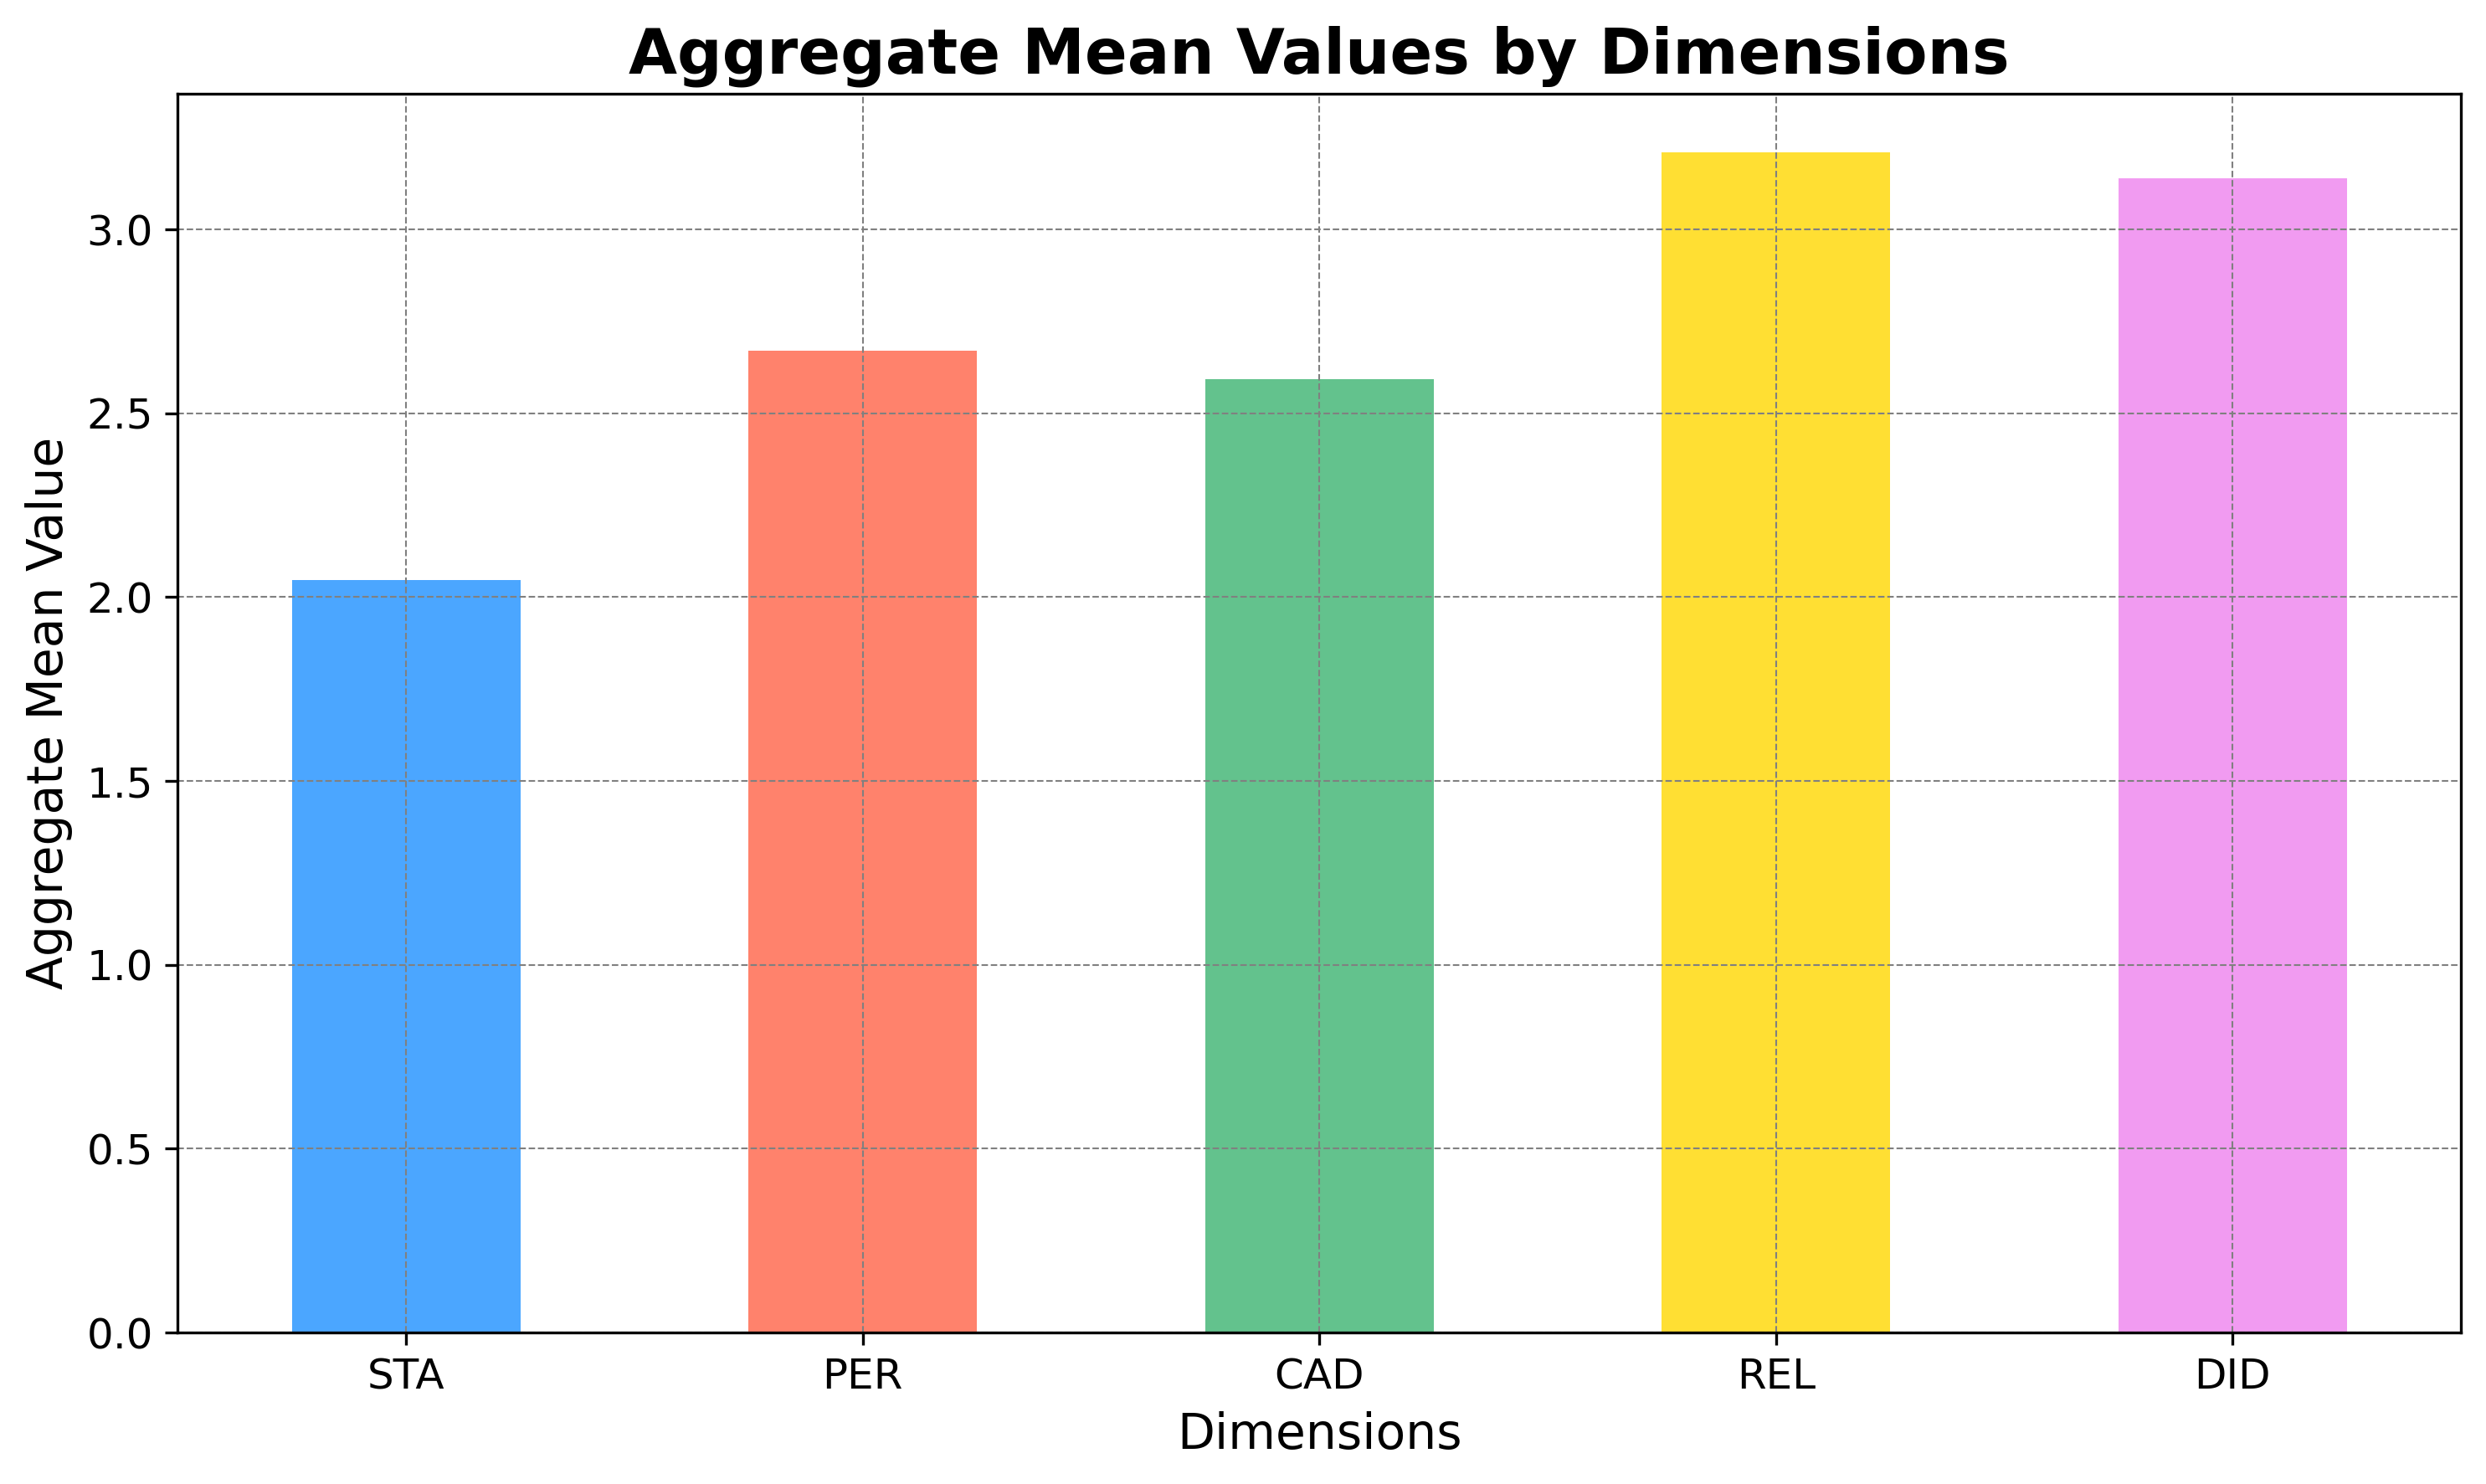 Aggregate Mean Values by Dimensions
Aggregate Mean Value
3.0
2.5
2.0
1.5
1.0
0.5
0.0
STA PER CAD REL DID
Dimensions